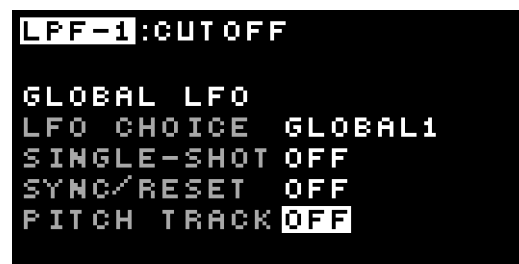 LPF-1:CUTOFF
GLOBAL LFO
LFO CHOICE GLOBAL1
SINGLE-SHOT OFF
SYNC/RESET OFF
PITCH TRACK OFF